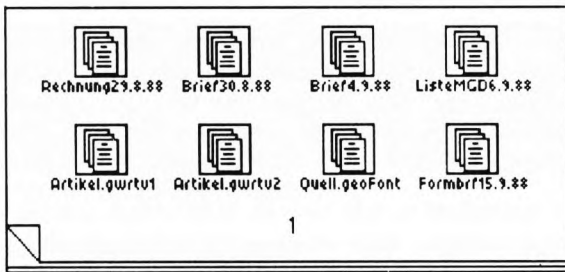 Rechnung29.8.88 Brief30.8.88 Brief4.9.88 ListeMGD6.9.88
Artikel.gwrtv1 Artikel.gwrtv2 Quell.geoFont Formbrf15.9.88
1